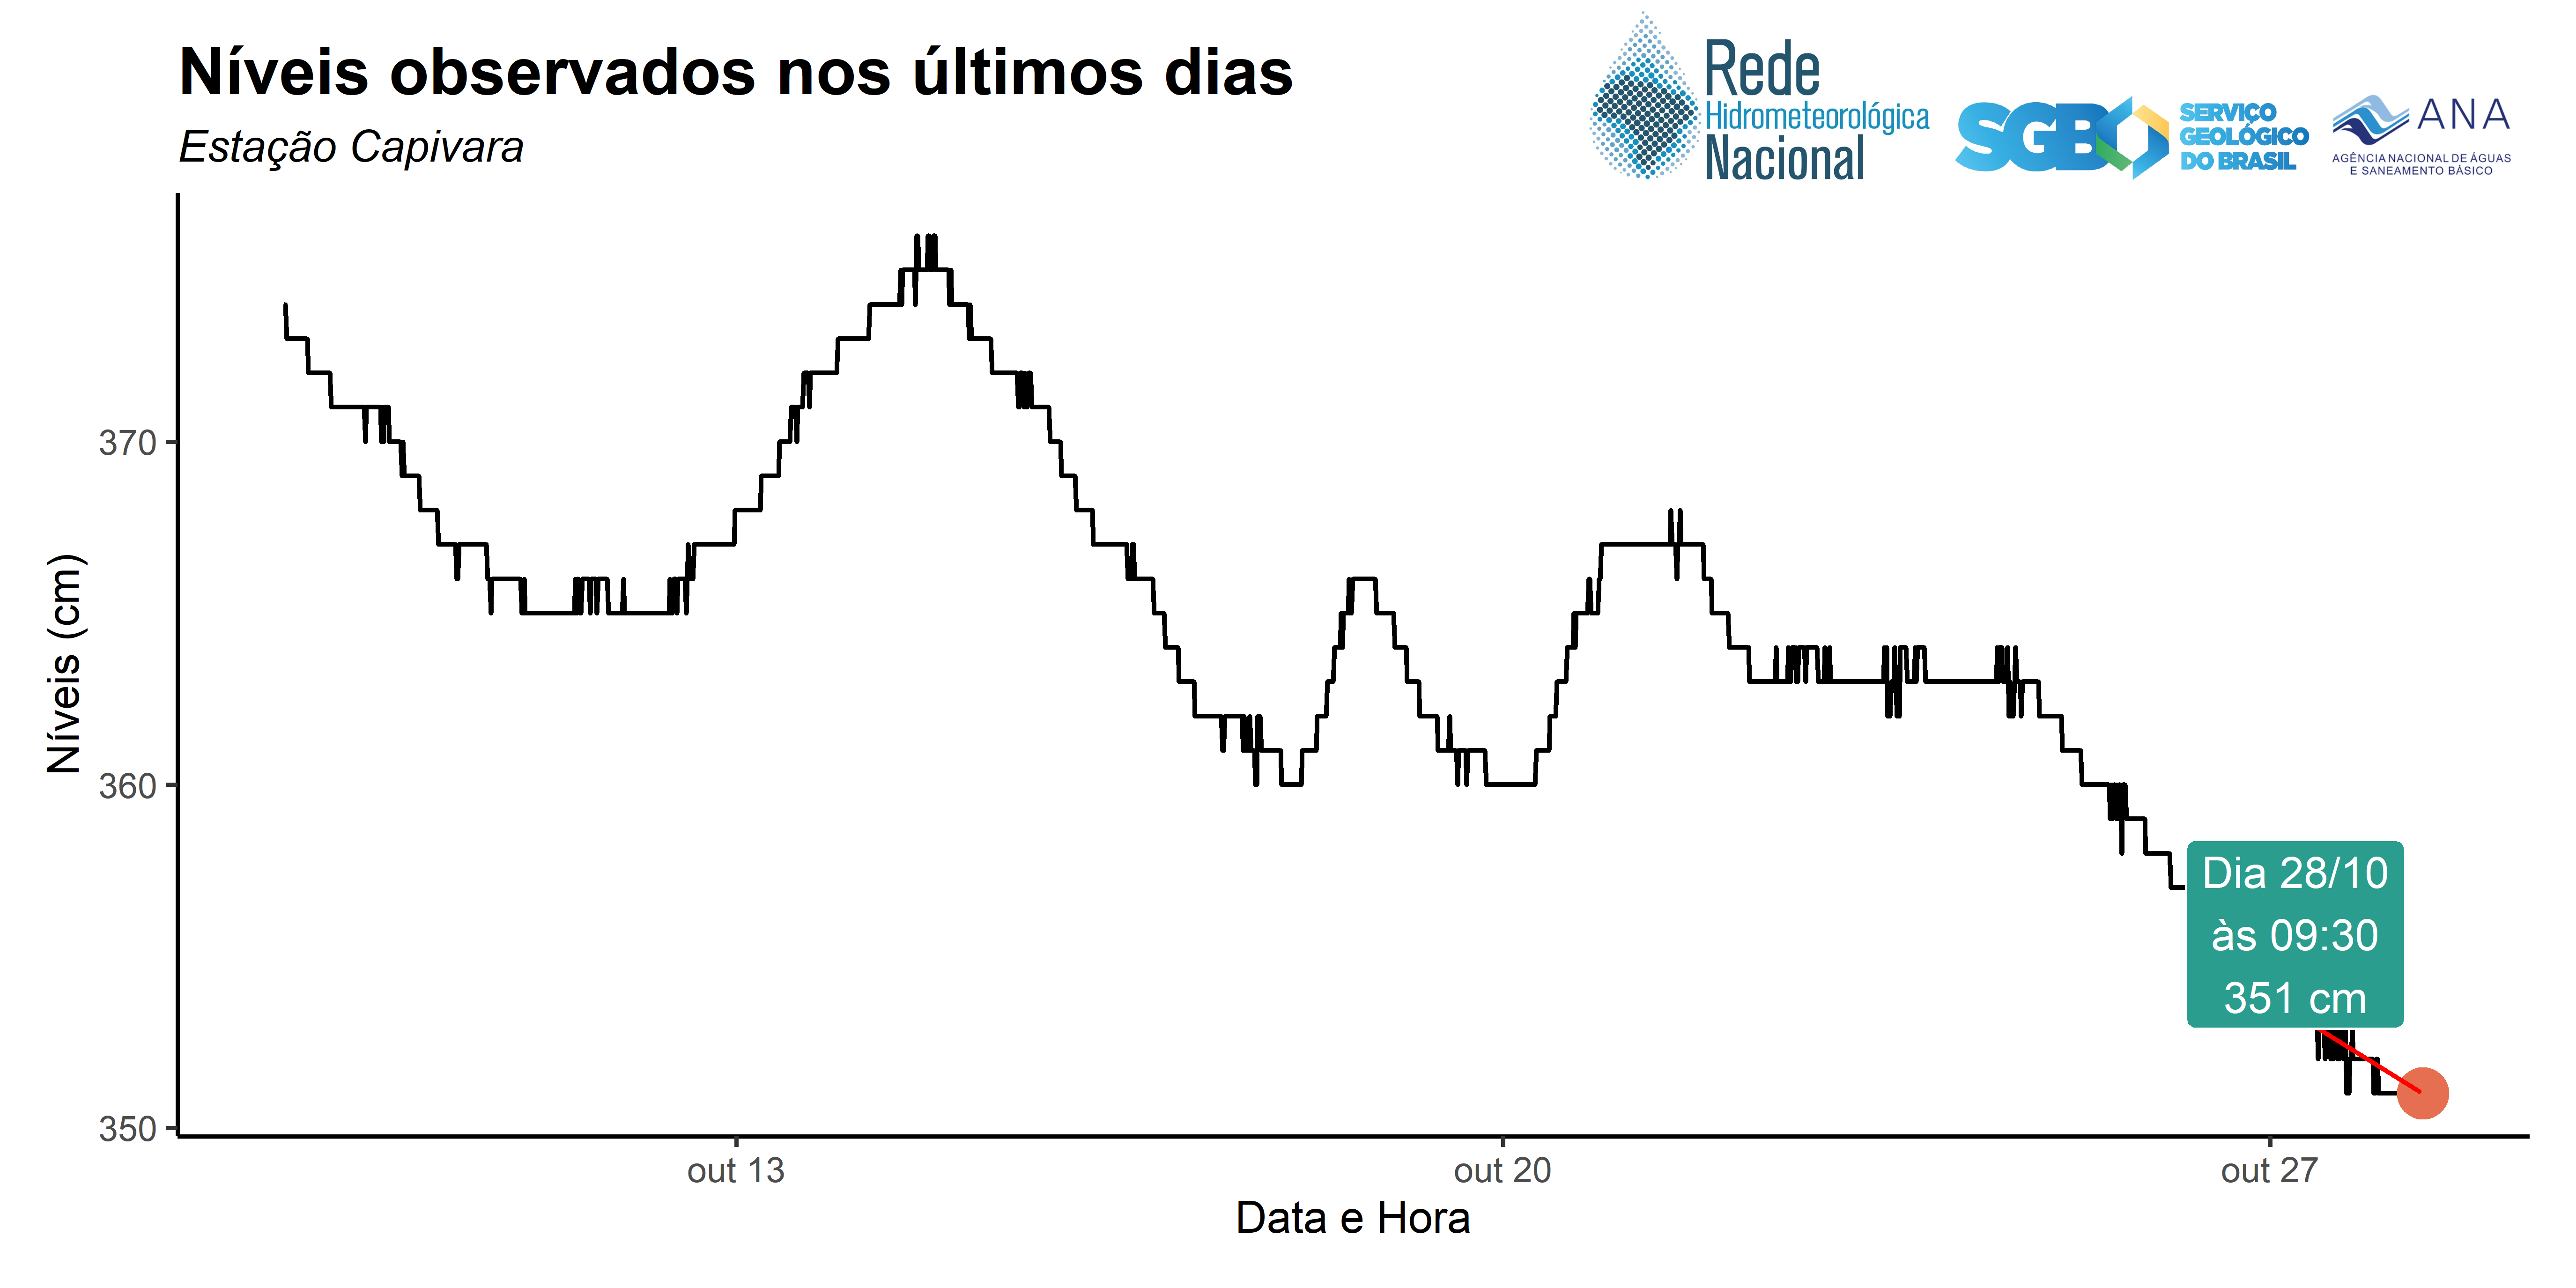 Níveis observados nos últimos dias
Estação Capivara
Rede
Hidrometeorológica
Nacional
SGB
SERVIÇO
GEOLÓGICO
DO BRASIL
ANA
AGÊNCIA NACIONAL DE ÁGUAS
E SANEAMENTO BÁSICO
Níveis (cm)
370
360
350
Dia 28/10
às 09:30
351 cm
out 13
out 20
out 27
Data e Hora